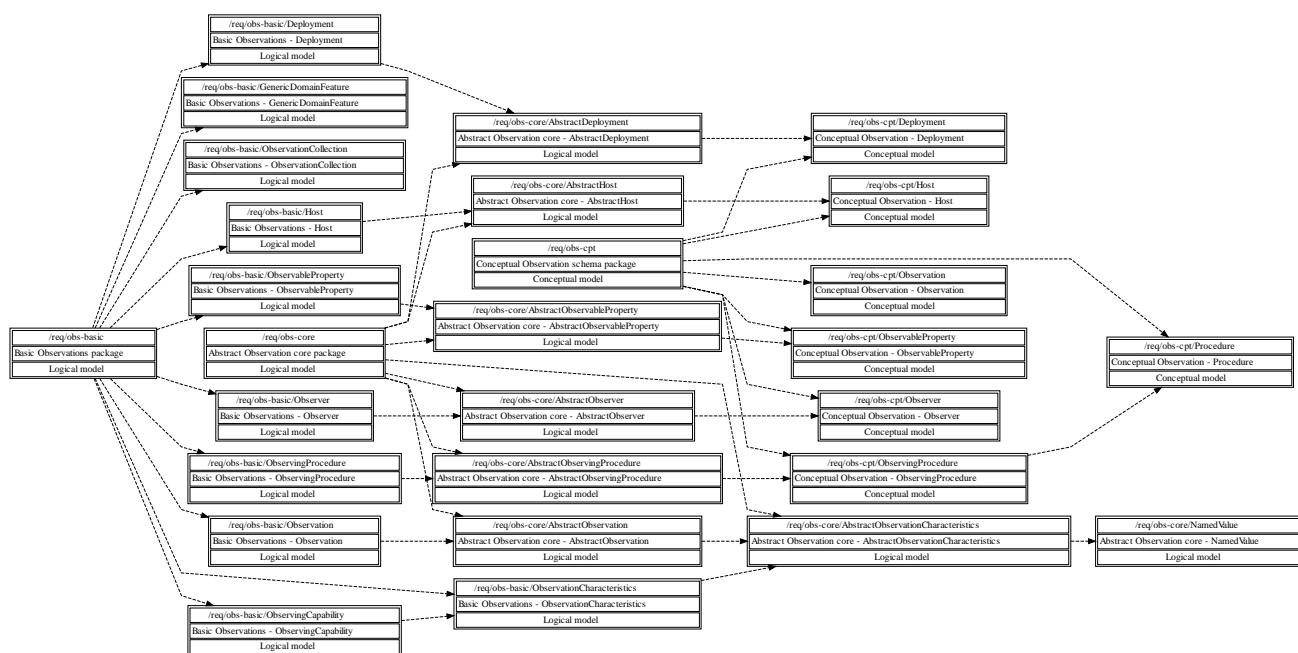 /req/obs-basic/Deployment
Basic Observations - Deployment
Logical model
/req/obs-basic/GenericDomainFeature
Basic Observations - GenericDomainFeature
Logical model
/req/obs-core/AbstractDeployment
Abstract Observation core - AbstractDeployment
Logical model
/req/obs-cpt/Deployment
Conceptual Observation - Deployment
Conceptual model
/req/obs-basic/ObservationCollection
Basic Observations - ObservationCollection
Logical model
/req/obs-core/AbstractHost
Abstract Observation core - AbstractHost
Logical model
/req/obs-cpt/Host
Conceptual Observation - Host
Conceptual model
/req/obs-basic/Host
Basic Observations - Host
Logical model
/req/obs-cpt
Conceptual Observation schema package
Conceptual model
/req/obs-basic/ObservableProperty
Basic Observations - ObservableProperty
Logical model
/req/obs-cpt/Observation
Conceptual Observation - Observation
Conceptual model
/req/obs-core/AbstractObservableProperty
Abstract Observation core - AbstractObservableProperty
Logical model
/req/obs-basic
Basic Observations package
Logical model
/req/obs-core
Abstract Observation core package
Logical model
/req/obs-cpt/ObservableProperty
Conceptual Observation - ObservableProperty
Conceptual model
/req/obs-cpt/Procedure
Conceptual Observation - Procedure
Conceptual model
/req/obs-basic/Observer
Basic Observations - Observer
Logical model
/req/obs-core/AbstractObserver
Abstract Observation core - AbstractObserver
Logical model
/req/obs-cpt/Observer
Conceptual Observation - Observer
Conceptual model
/req/obs-basic/ObservingProcedure
Basic Observations - ObservingProcedure
Logical model
/req/obs-core/AbstractObservingProcedure
Abstract Observation core - AbstractObservingProcedure
Logical model
/req/obs-cpt/ObservingProcedure
Conceptual Observation - ObservingProcedure
Conceptual model
/req/obs-basic/Observation
Basic Observations - Observation
Logical model
/req/obs-core/AbstractObservation
Abstract Observation core - AbstractObservation
Logical model
/req/obs-core/AbstractObservationCharacteristics
Abstract Observation core - AbstractObservationCharacteristics
Logical model
/req/obs-core/NamedValue
Abstract Observation core - NamedValue
Logical model
/req/obs-basic/ObservationCharacteristics
Basic Observations - ObservationCharacteristics
Logical model
/req/obs-basic/ObservingCapability
Basic Observations - ObservingCapability
Logical model